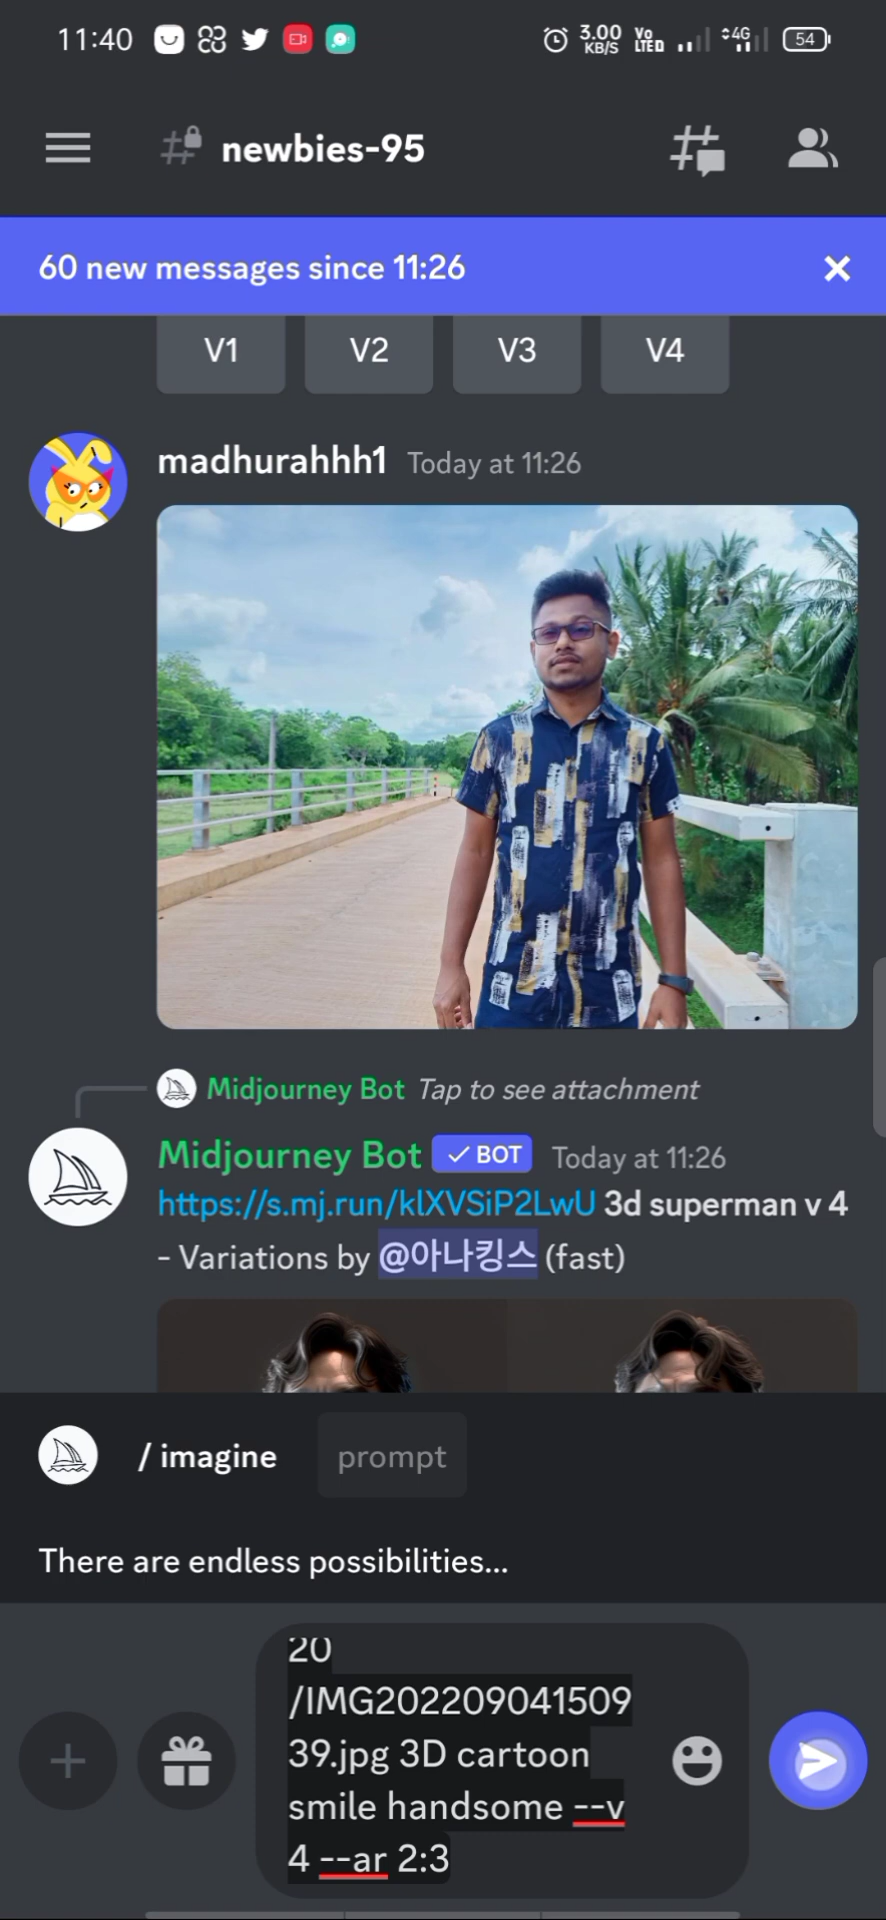 11:40
3.00
KB/S
Vo
LTED
4G
54
newbies-95
60 new messages since 11:26
V1 V2 V3 V4
madhurahhh1 Today at 11:26
Midjourney Bot Tap to see attachment
Midjourney Bot BOT Today at 11:26
https://s.mj.run/klXVSiP2LwU 3d superman v 4
- Variations by @아나킹스 (fast)
/ imagine prompt
There are endless possibilities...
20
/IMG202209041509
39.jpg 3D cartoon
smile handsome --v
4 --ar 2:3